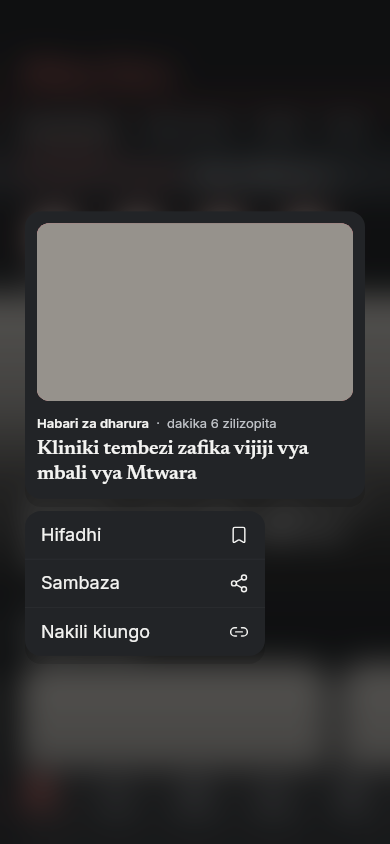 Habari za dharura · dakika 6 zilizopita
Kliniki tembezi zafika vijiji vya
mbali vya Mtwara
Hifadhi
Sambaza
Nakili kiungo